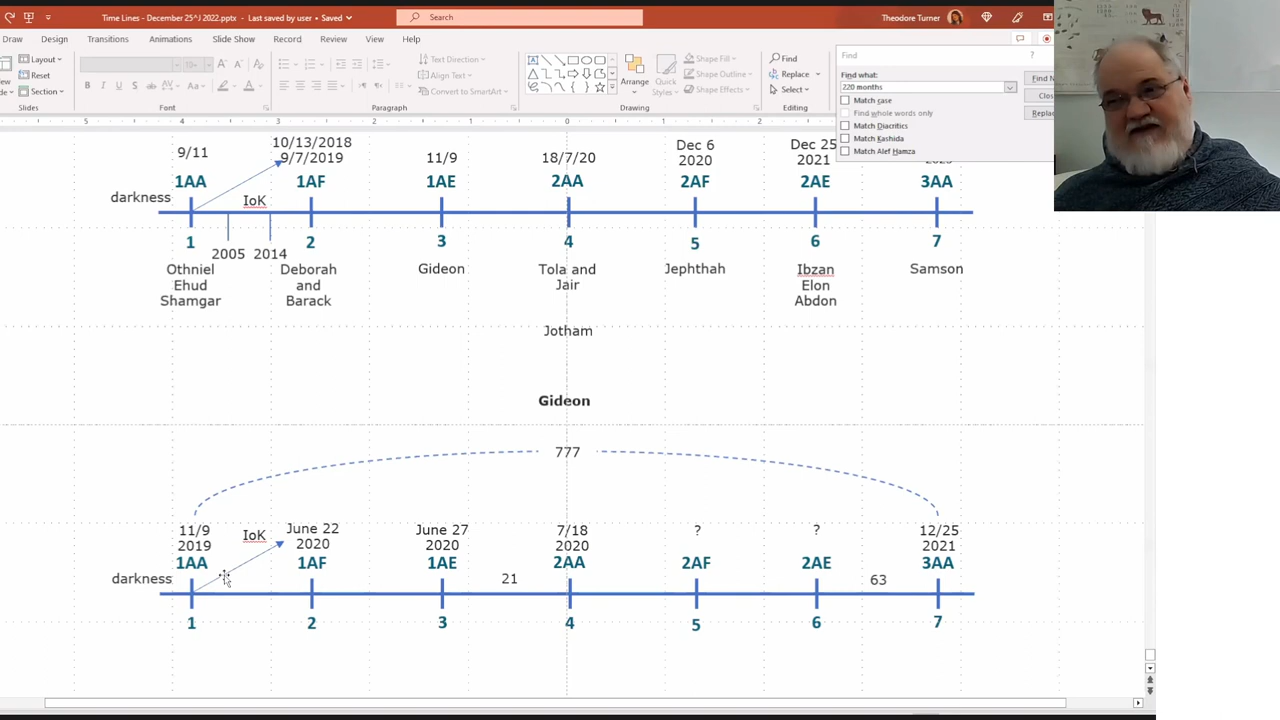 Time Lines - December 25^J 2022.pptx • Last saved by user • Saved
Search
Theodore Turner
Draw Design Transitions Animations Slide Show Record Review View Help
Layout
Reset
Section
Slides
Font
Paragraph
Text Direction
Align Text
Convert to SmartArt
Arrange
Quick
Styles
Shape Fill
Shape Outline
Shape Effects
Drawing
Find
Replace
Select
Editing
Find
Find what:
220 months
Match case
Find whole words only
Match Diacritics
Match Kashida
Match Alef Hamza
Find N
Clos
Replac
9/11
10/13/2018
9/7/2019
11/9
18/7/20
Dec 6
2020
Dec 25
2021
1AA 1AF 1AE 2AA 2AF 2AE 3AA
darkness
IoK
1 2 3 4 5 6 7
2005 2014
Othniel
Ehud
Shamgar
Deborah
and
Barack
Gideon
Tola and
Jair
Jephthah
Ibzan
Elon
Abdon
Samson
Jotham
Gideon
777
11/9
2019
IoK
June 22
2020
June 27
2020
7/18
2020
?
?
12/25
2021
1AA 1AF 1AE 2AA 2AF 2AE 3AA
darkness
21
63
1 2 3 4 5 6 7